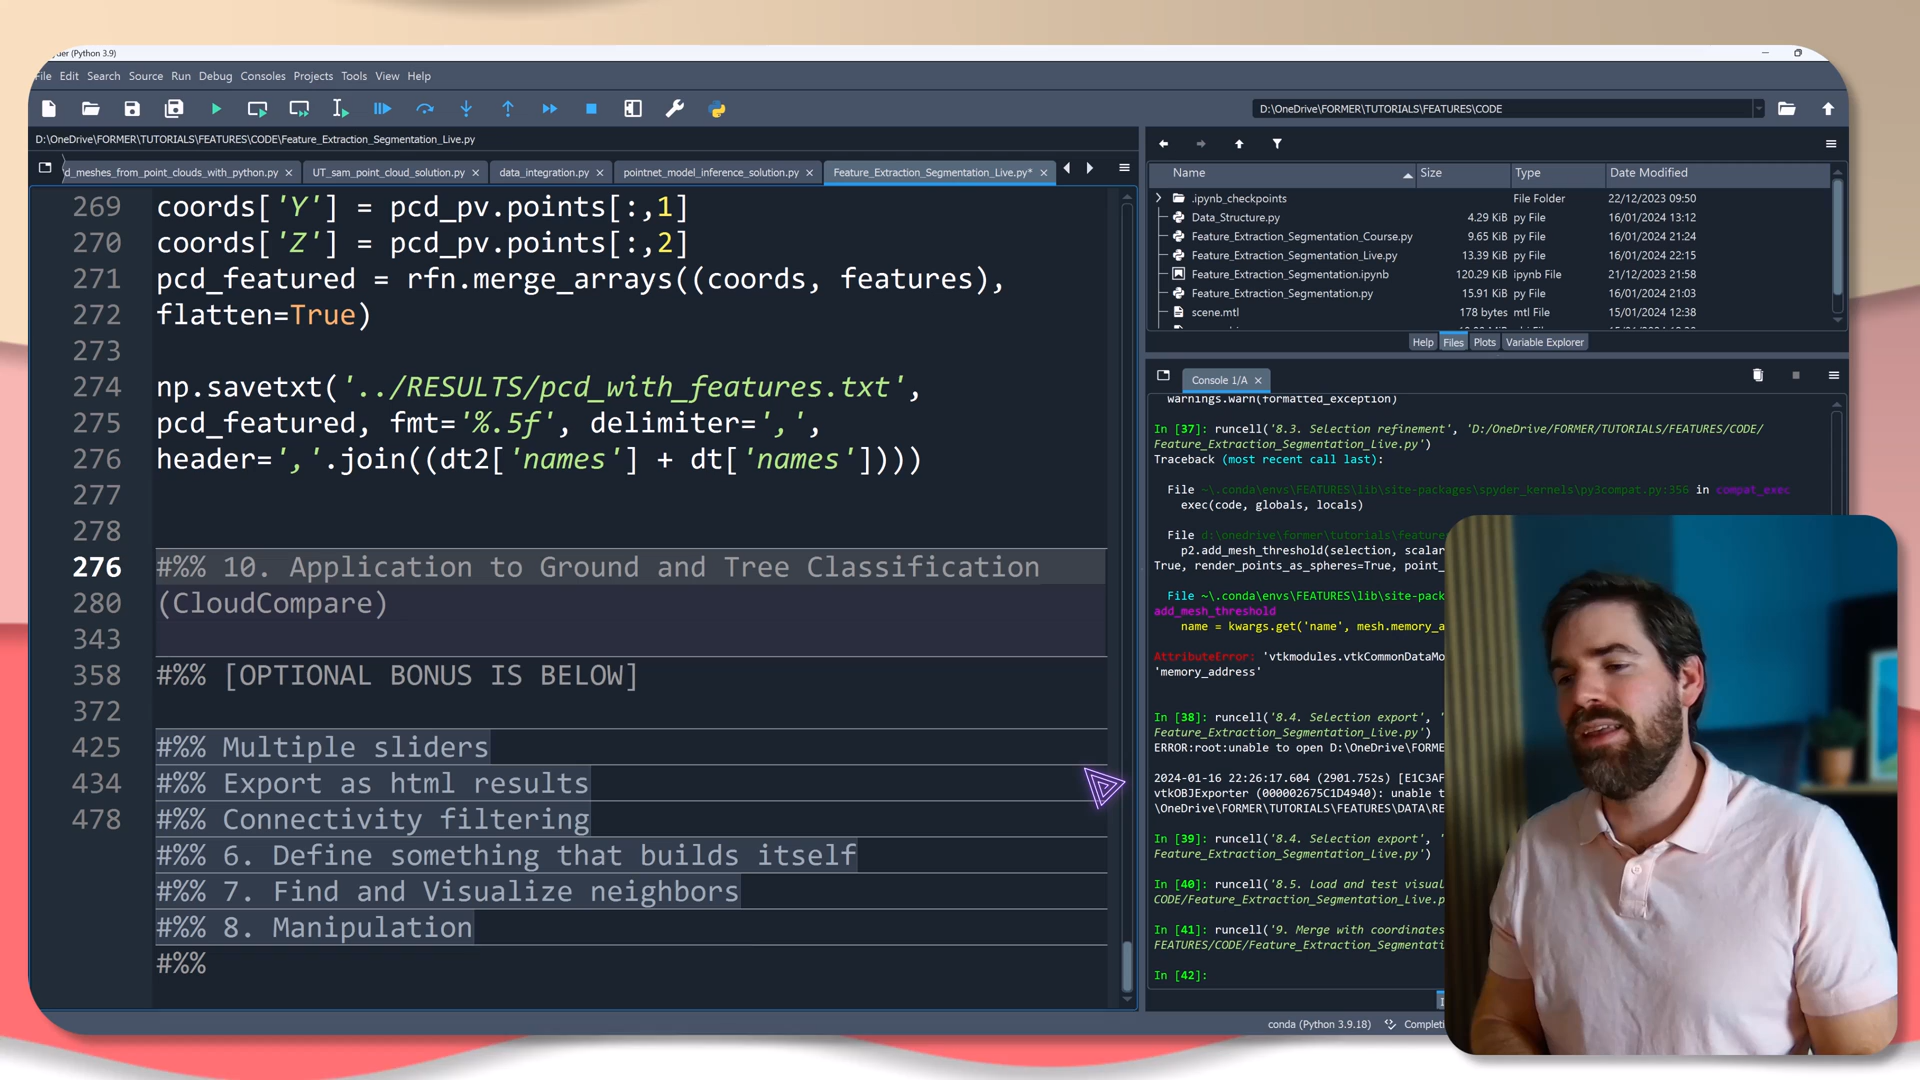 der (Python 3.9)
File Edit Search Source Run Debug Consoles Projects Tools View Help
D:\OneDrive\FORMER\TUTORIALS\FEATURES\CODE
D:\OneDrive\FORMER\TUTORIALS\FEATURES\CODE\Feature_Extraction_Segmentation_Live.py
d_meshes_from_point_clouds_with_python.py
UT_sam_point_cloud_solution.py
data_integration.py
pointnet_model_inference_solution.py
Feature_Extraction_Segmentation_Live.py*
269 coords['Y'] = pcd_pv.points[:,1]
270 coords['Z'] = pcd_pv.points[:,2]
271 pcd_featured = rfn.merge_arrays((coords, features),
272 flatten=True)
273
274 np.savetxt('../RESULTS/pcd_with_features.txt',
275 pcd_featured, fmt='%.5f', delimiter=',',
276 header=','.join((dt2['names'] + dt['names'])))
277
278
276 #%% 10. Application to Ground and Tree Classification
280 (CloudCompare)
343
358 #%% [OPTIONAL BONUS IS BELOW]
372
425 #%% Multiple sliders
434 #%% Export as html results
478 #%% Connectivity filtering
#%% 6. Define something that builds itself
#%% 7. Find and Visualize neighbors
#%% 8. Manipulation
#%%
Name Size Type Date Modified
.ipynb_checkpoints File Folder 22/12/2023 09:50
Data_Structure.py 4.29 KiB py File 16/01/2024 13:12
Feature_Extraction_Segmentation_Course.py 9.65 KiB py File 16/01/2024 21:24
Feature_Extraction_Segmentation_Live.py 13.39 KiB py File 16/01/2024 22:15
Feature_Extraction_Segmentation.ipynb 120.29 KiB ipynb File 21/12/2023 21:58
Feature_Extraction_Segmentation.py 15.91 KiB py File 16/01/2024 21:03
scene.mtl 178 bytes mtl File 15/01/2024 12:38
Help Files Plots Variable Explorer
Console 1/A
warnings.warn(formatted_exception)
In [37]: runcell('8.3. Selection refinement', 'D:/OneDrive/FORMER/TUTORIALS/FEATURES/CODE/
Feature_Extraction_Segmentation_Live.py')
Traceback (most recent call last):
File ~\.conda\envs\FEATURES\lib\site-packages\spyder_kernels\py3compat.py:356 in compat_exec
exec(code, globals, locals)
File d:\onedrive\former\tutorials\featur
p2.add_mesh_threshold(selection, scalar
True, render_points_as_spheres=True, point_
File ~\.conda\envs\FEATURES\lib\site-pack
add_mesh_threshold
name = kwargs.get('name', mesh.memory_a
AttributeError: 'vtkmodules.vtkCommonDataMo
'memory_address'
In [38]: runcell('8.4. Selection export', '
Feature_Extraction_Segmentation_Live.py')
ERROR:root:unable to open D:\OneDrive\FORME
2024-01-16 22:26:17.604 (2901.752s) [E1C3AF
vtkOBJExporter (000002675C1D4940): unable t
\OneDrive\FORMER\TUTORIALS\FEATURES\DATA\RE
In [39]: runcell('8.4. Selection export', '
Feature_Extraction_Segmentation_Live.py')
In [40]: runcell('8.5. Load and test visual
CODE/Feature_Extraction_Segmentation_Live.p
In [41]: runcell('9. Merge with coordinates
FEATURES/CODE/Feature_Extraction_Segmentati
In [42]:
conda (Python 3.9.18) Completi